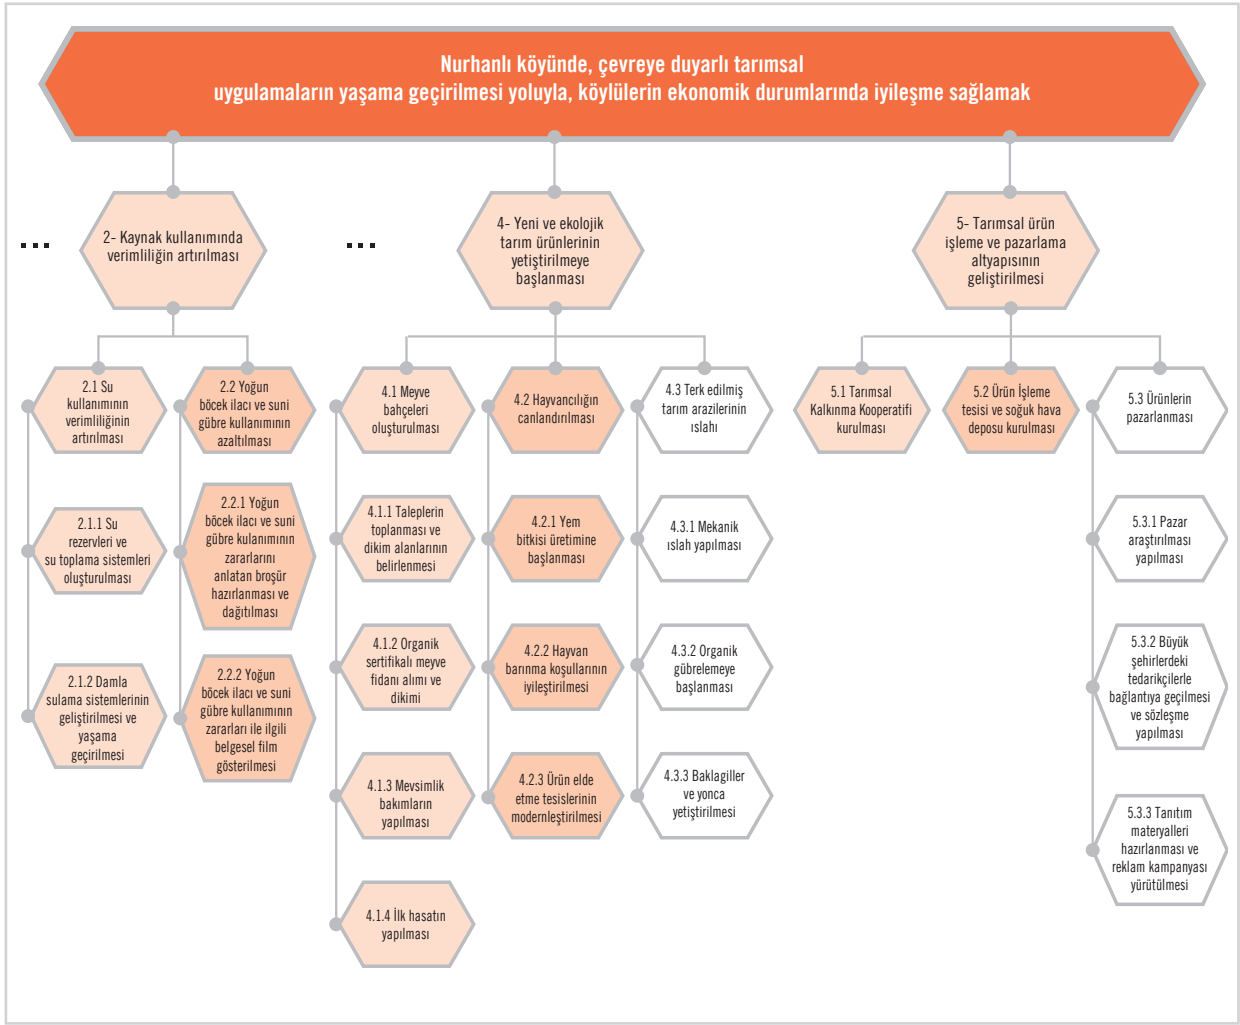 Nurhanlı köyünde, çevreye duyarlı tarımsal
uygulamaların yaşama geçirilmesi yoluyla, köylülerin ekonomik durumlarında iyileşme sağlamak
...
2- Kaynak kullanımında
verimliliğin artırılması
...
4- Yeni ve ekolojik
tarım ürünlerinin
yetiştirilmeye
başlanması
5- Tarımsal ürün
işleme ve pazarlama
altyapısının
geliştirilmesi
2.1 Su
kullanımının
verimliliğinin
artırılması
2.2 Yoğun
böcek ilacı ve suni
gübre kullanımının
azaltılması
4.1 Meyve
bahçeleri
oluşturulması
4.2 Hayvancılığın
canlandırılması
4.3 Terk edilmiş
tarım arazilerinin
ıslahı
5.1 Tarımsal
Kalkınma Kooperatifi
kurulması
5.2 Ürün İşleme
tesisi ve soğuk hava
deposu kurulması
5.3 Ürünlerin
pazarlanması
2.1.1 Su
rezervleri ve
su toplama sistemleri
oluşturulması
2.2.1 Yoğun
böcek ilacı ve suni
gübre kulanımının
zararlarını
anlatan broşür
hazırlanması ve
dağıtılması
4.1.1 Taleplerin
toplanması ve
dikim alanlarının
belirlenmesi
4.2.1 Yem
bitkisi üretimine
başlanması
4.3.1 Mekanik
ıslah yapılması
5.3.1 Pazar
araştırılması
yapılması
2.1.2 Damla
sulama sistemlerinin
geliştirilmesi ve
yaşama
geçirilmesi
2.2.2 Yoğun
böcek ilacı ve suni
gübre kullanımının
zararları ile ilgili
belgesel film
gösterilmesi
4.1.2 Organik
sertifikalı meyve
fidanı alımı ve
dikimi
4.2.2 Hayvan
barınma koşullarının
iyileştirilmesi
4.3.2 Organik
gübrelemeye
başlanması
5.3.2 Büyük
şehirlerdeki
tedarikçilerle
bağlantıya geçilmesi
ve sözleşme
yapılması
4.1.3 Mevsimlik
bakımların
yapılması
4.2.3 Ürün elde
etme tesislerinin
modernleştirilmesi
4.3.3 Baklagiller
ve yonca
yetiştirilmesi
5.3.3 Tanıtım
materyalleri
hazırlanması ve
reklam kampanyası
yürütülmesi
4.1.4 İlk hasatın
yapılması